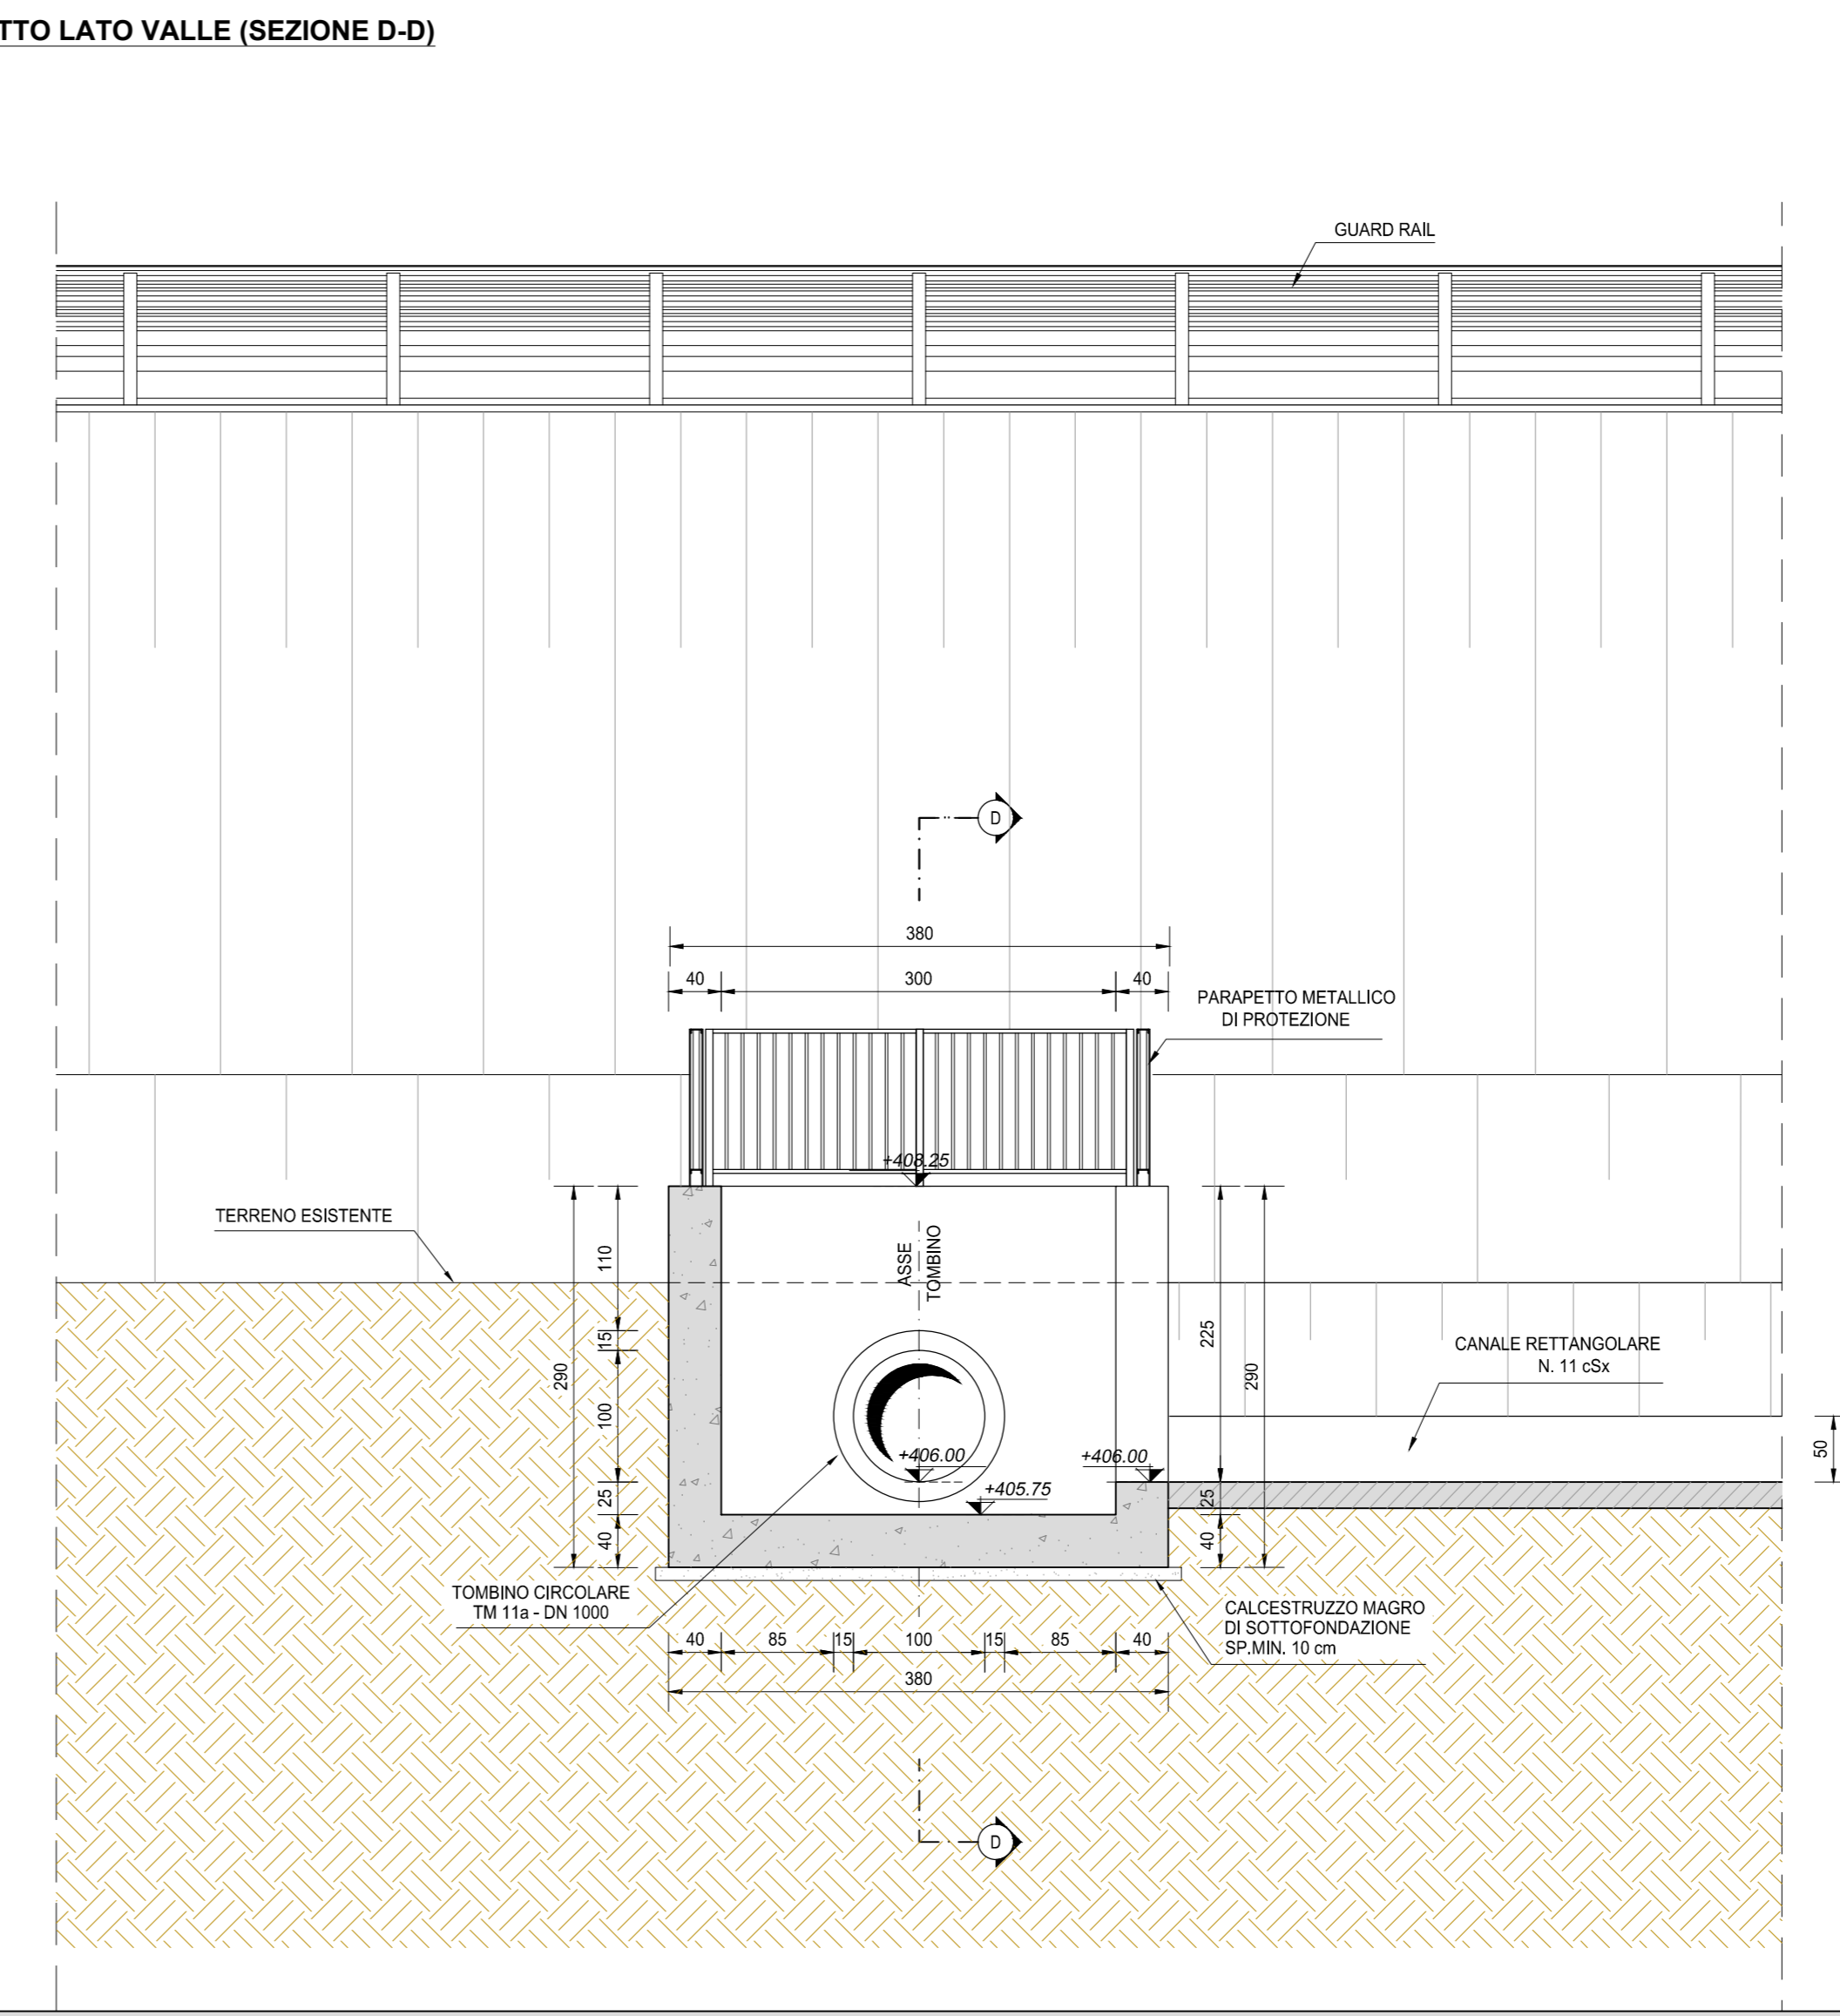 TTO LATO VALLE (SEZIONE D-D)
GUARD RAIL
D
380
40 300 40
PARAPETTO METALLICO
DI PROTEZIONE
+408.25
TERRENO ESISTENTE
ASSE
TOMBINO
290
110
15
100
25
40
225
25
40
290
CANALE RETTANGOLARE
N. 11 cSx
50
+406.00
+406.00
+405.75
TOMBINO CIRCOLARE
TM 11a - DN 1000
CALCESTRUZZO MAGRO
DI SOTTOFONDAZIONE
SP.MIN. 10 cm
40 85 15 100 15 85 40
380
D